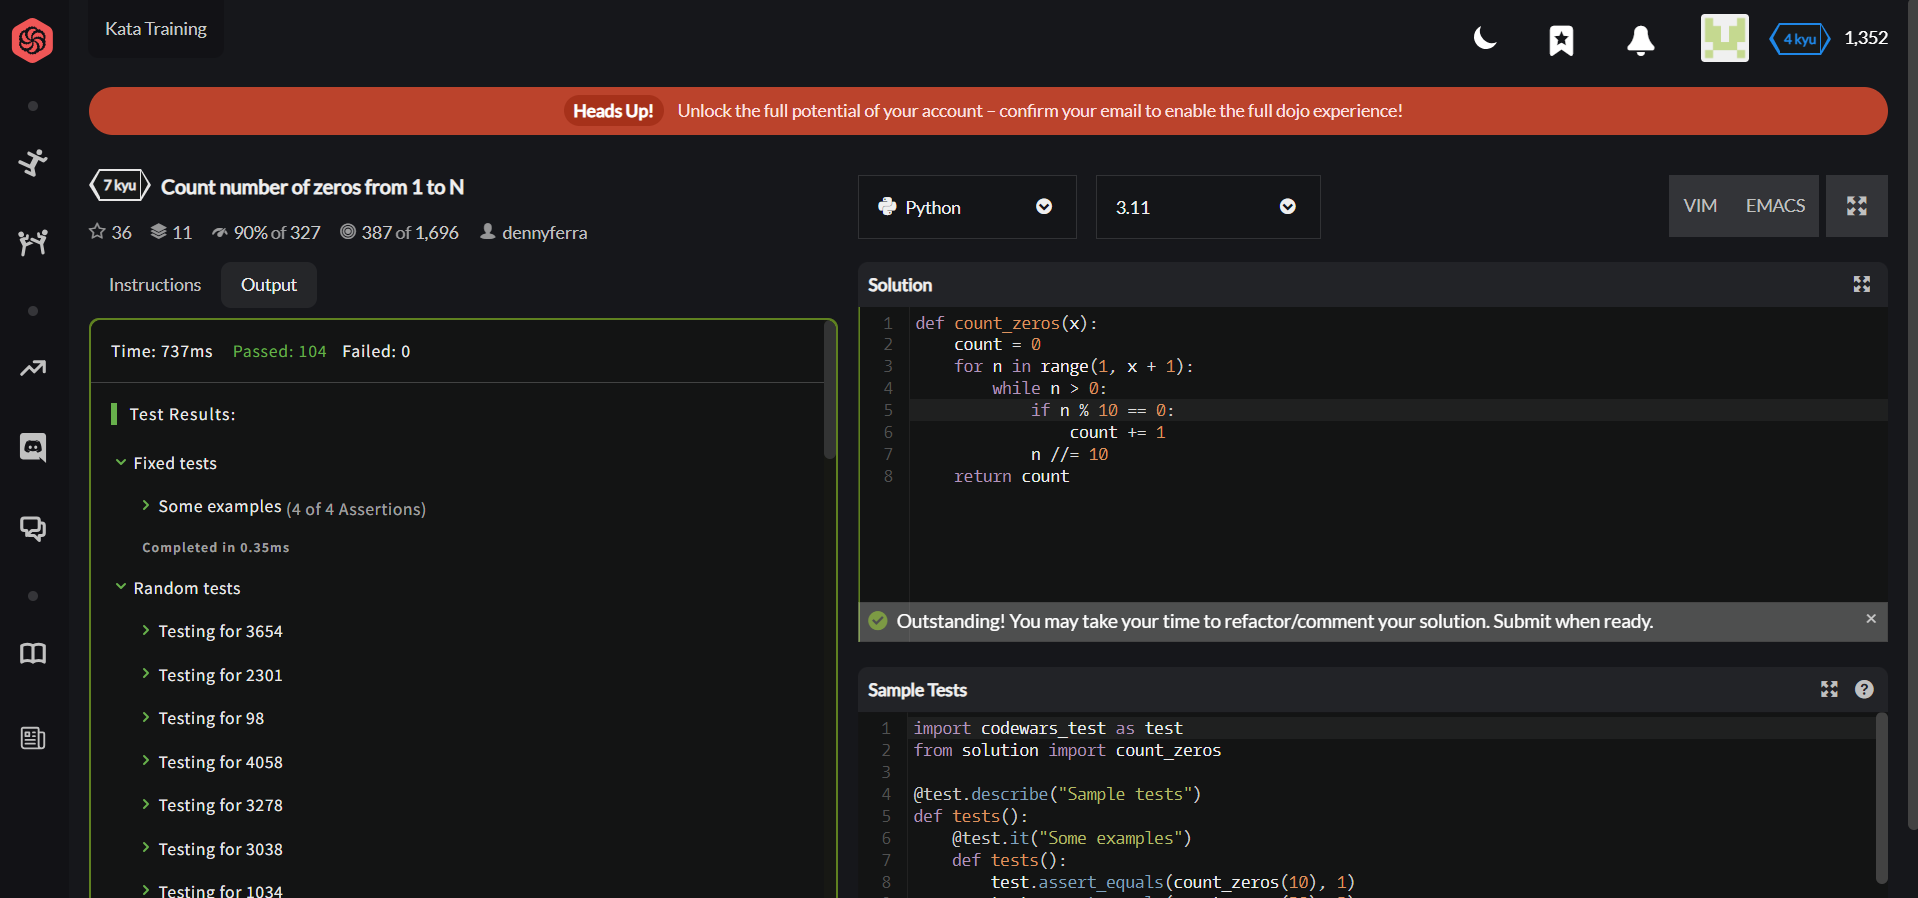 Kata Training
4 kyu
1,352
Heads Up! Unlock the full potential of your account – confirm your email to enable the full dojo experience!
7 kyu
Count number of zeros from 1 to N
36 11 90% of 327 387 of 1,696 dennyferra
Instructions
Output
Time: 737ms Passed: 104 Failed: 0
Test Results:
Fixed tests
Some examples (4 of 4 Assertions)
Completed in 0.35ms
Random tests
Testing for 3654
Testing for 2301
Testing for 98
Testing for 4058
Testing for 3278
Testing for 3038
Testing for 1034
Python
3.11
VIM
EMACS
Solution
1 def count_zeros(x):
2     count = 0
3     for n in range(1, x + 1):
4         while n > 0:
5             if n % 10 == 0:
6                 count += 1
7             n //= 10
8     return count
Outstanding! You may take your time to refactor/comment your solution. Submit when ready.
Sample Tests
1 import codewars_test as test
2 from solution import count_zeros
3
4 @test.describe("Sample tests")
5 def tests():
6     @test.it("Some examples")
7     def tests():
8         test.assert_equals(count_zeros(10), 1)